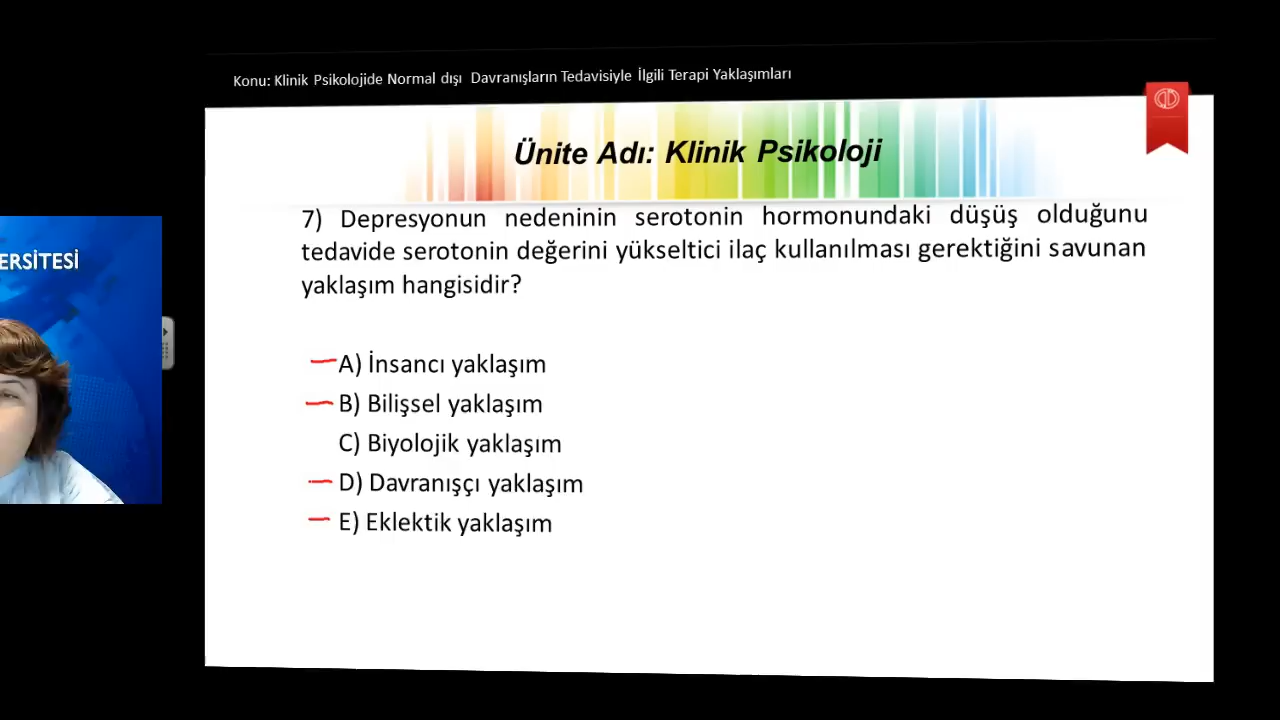 Konu: Klinik Psikolojide Normal dışı Davranışların Tedavisiyle İlgili Terapi Yaklaşımları
Ünite Adı: Klinik Psikoloji
7) Depresyonun nedeninin serotonin hormonundaki düşüş olduğunu
tedavide serotonin değerini yükseltici ilaç kullanılması gerektiğini savunan
yaklaşım hangisidir?
ERSİTESİ
A) İnsancı yaklaşım
B) Bilişsel yaklaşım
C) Biyolojik yaklaşım
D) Davranışçı yaklaşım
E) Eklektik yaklaşım